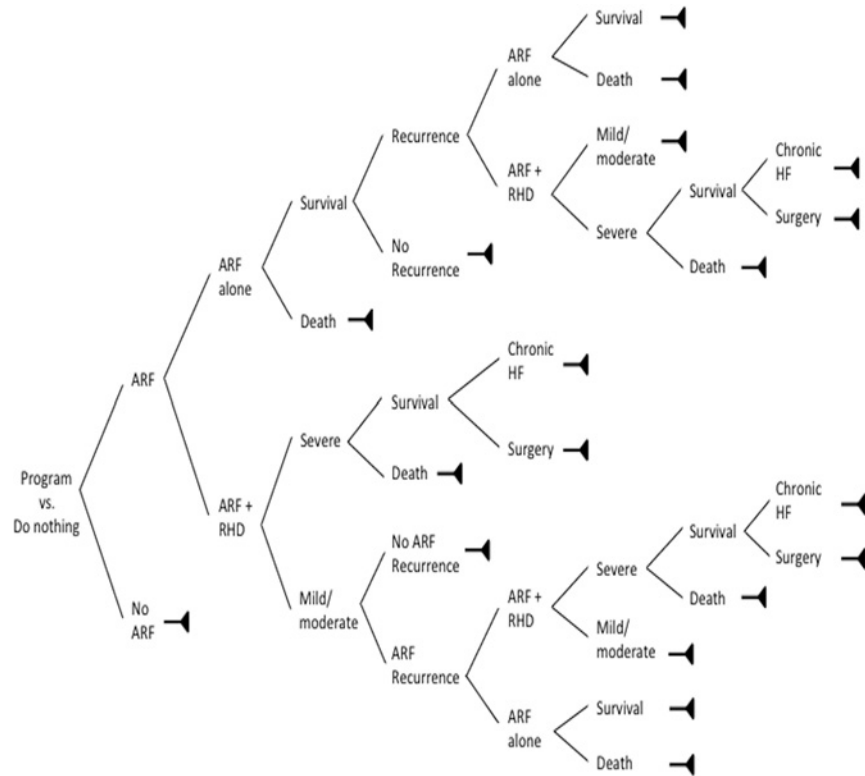 Survival
ARF
alone
Death
Recurrence
Mild/
moderate
ARF +
RHD
Chronic
HF
Survival
Surgery
Severe
Death
Survival
No
Recurrence
ARF
alone
Death
ARF
Chronic
HF
Survival
Surgery
Severe
Death
Program
vs.
Do nothing
ARF +
RHD
No ARF
Recurrence
Chronic
HF
Survival
Surgery
Severe
Death
ARF +
RHD
Mild/
moderate
Mild/
moderate
No
ARF
ARF
Recurrence
Survival
ARF
alone
Death